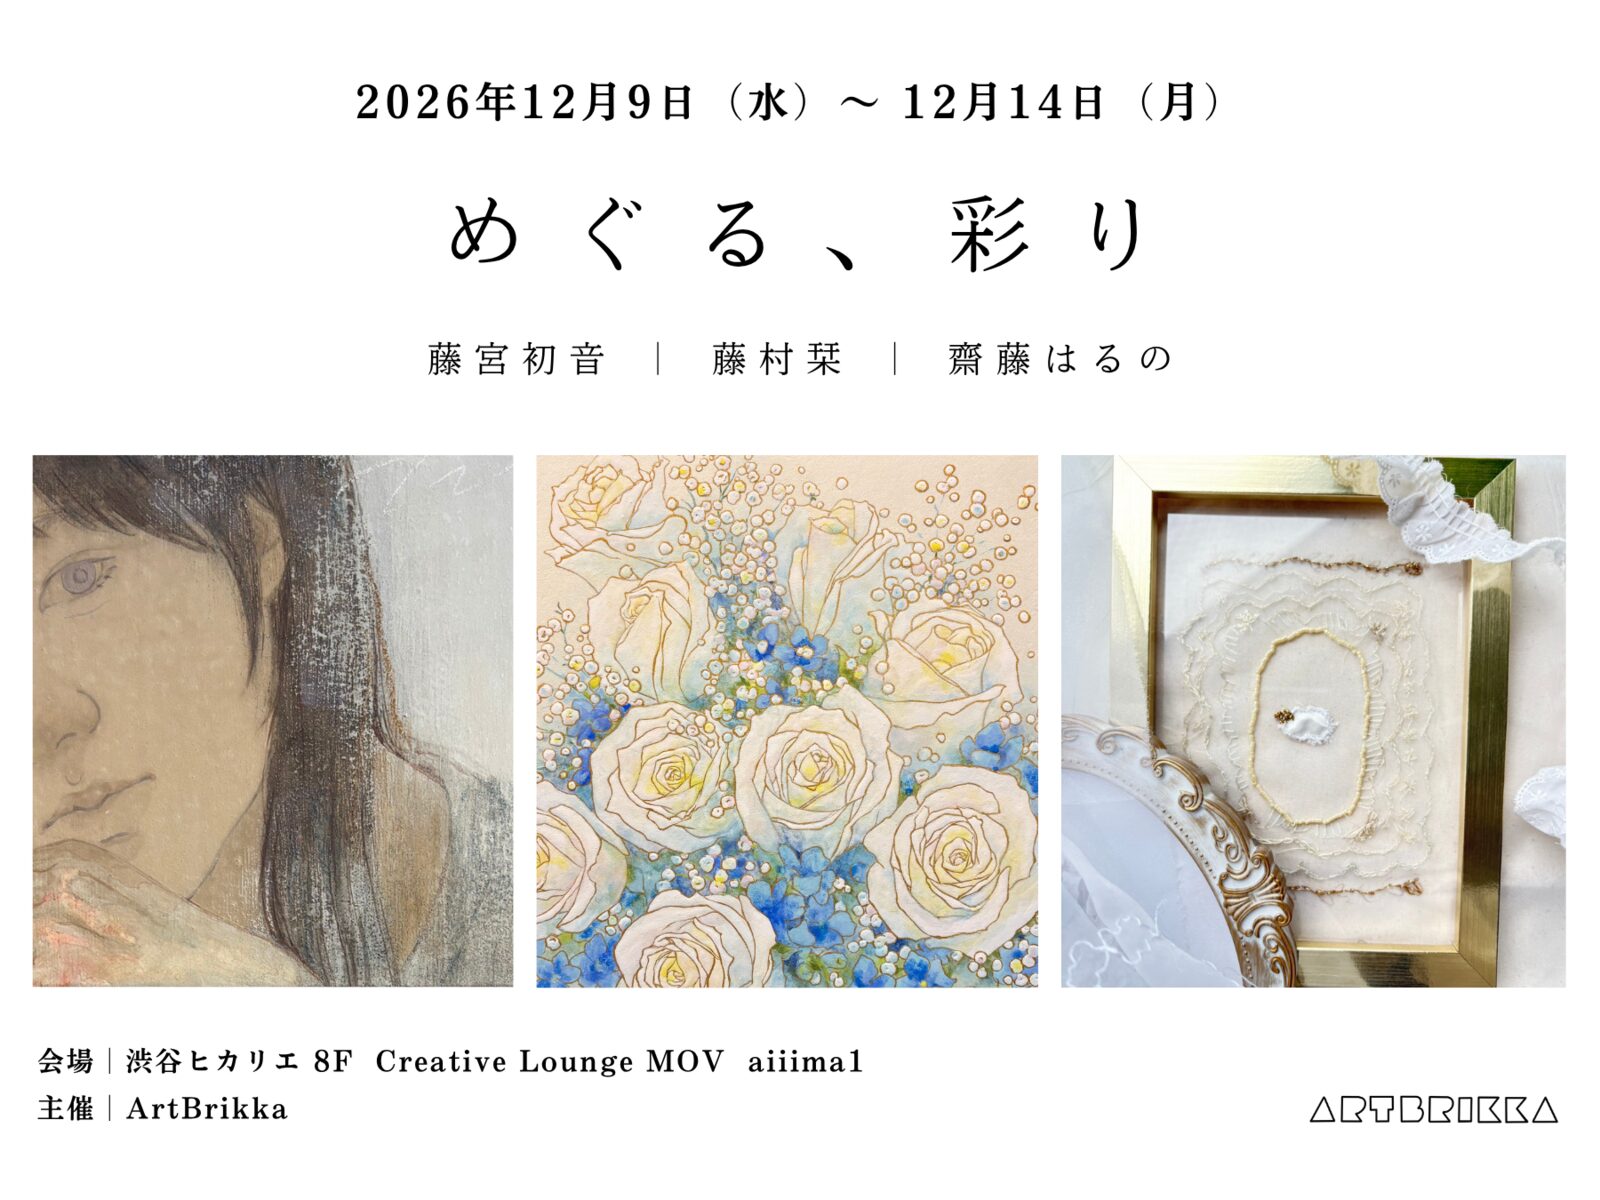 2026年12月9日（水）～ 12月14日（月）
めぐる、彩り
藤宮初音 ｜ 藤村栞 ｜ 齋藤はるの
会場｜渋谷ヒカリエ 8F Creative Lounge MOV aiiima1
主催｜ArtBrikka
ARTBRIKKA